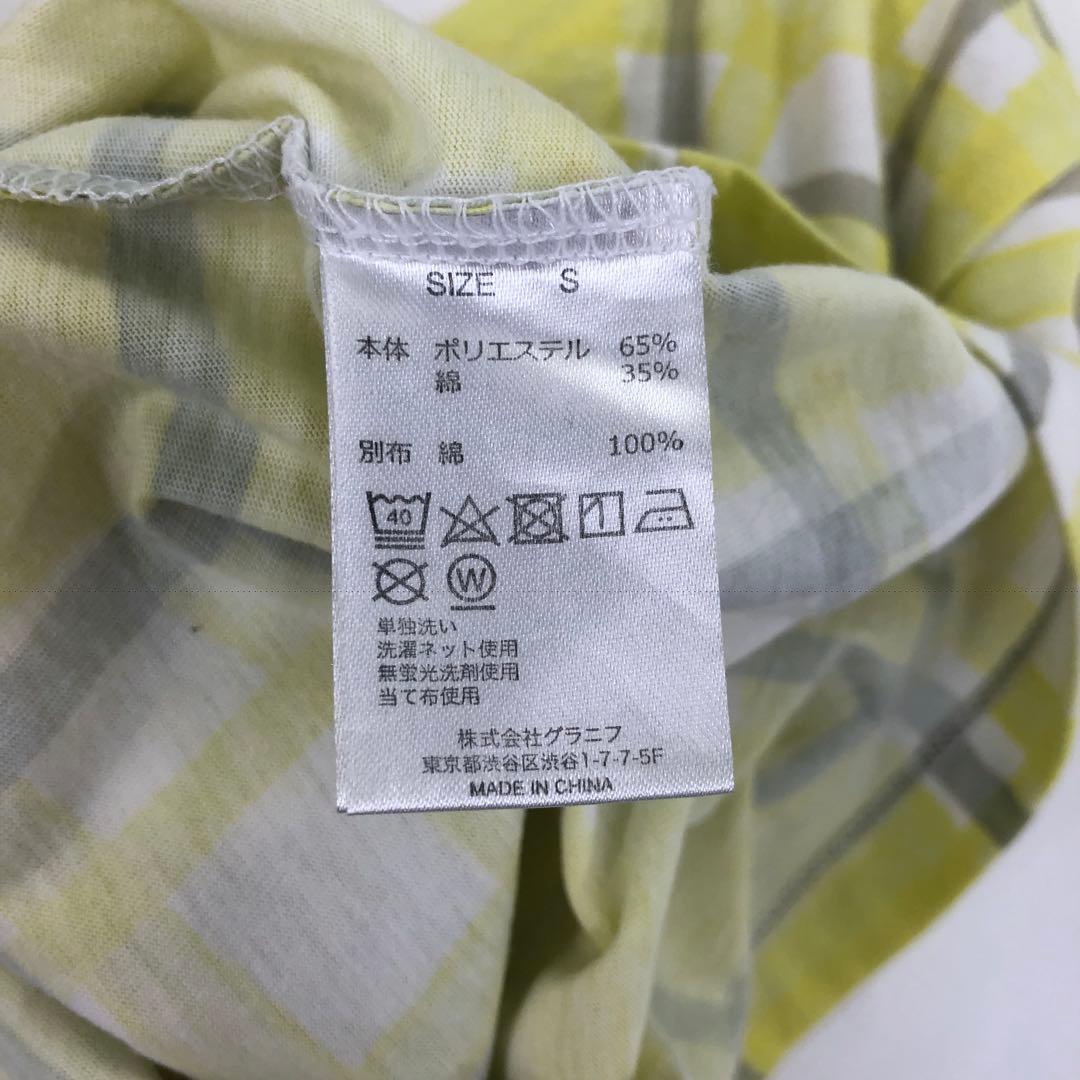 SIZE S
本体 ポリエステル 65%
綿 35%
別布 綿 100%
40
W
単独洗い
洗濯ネット使用
無蛍光洗剤使用
当て布使用
株式会社グラニフ
東京都渋谷区渋谷1-7-7-5F
MADE IN CHINA